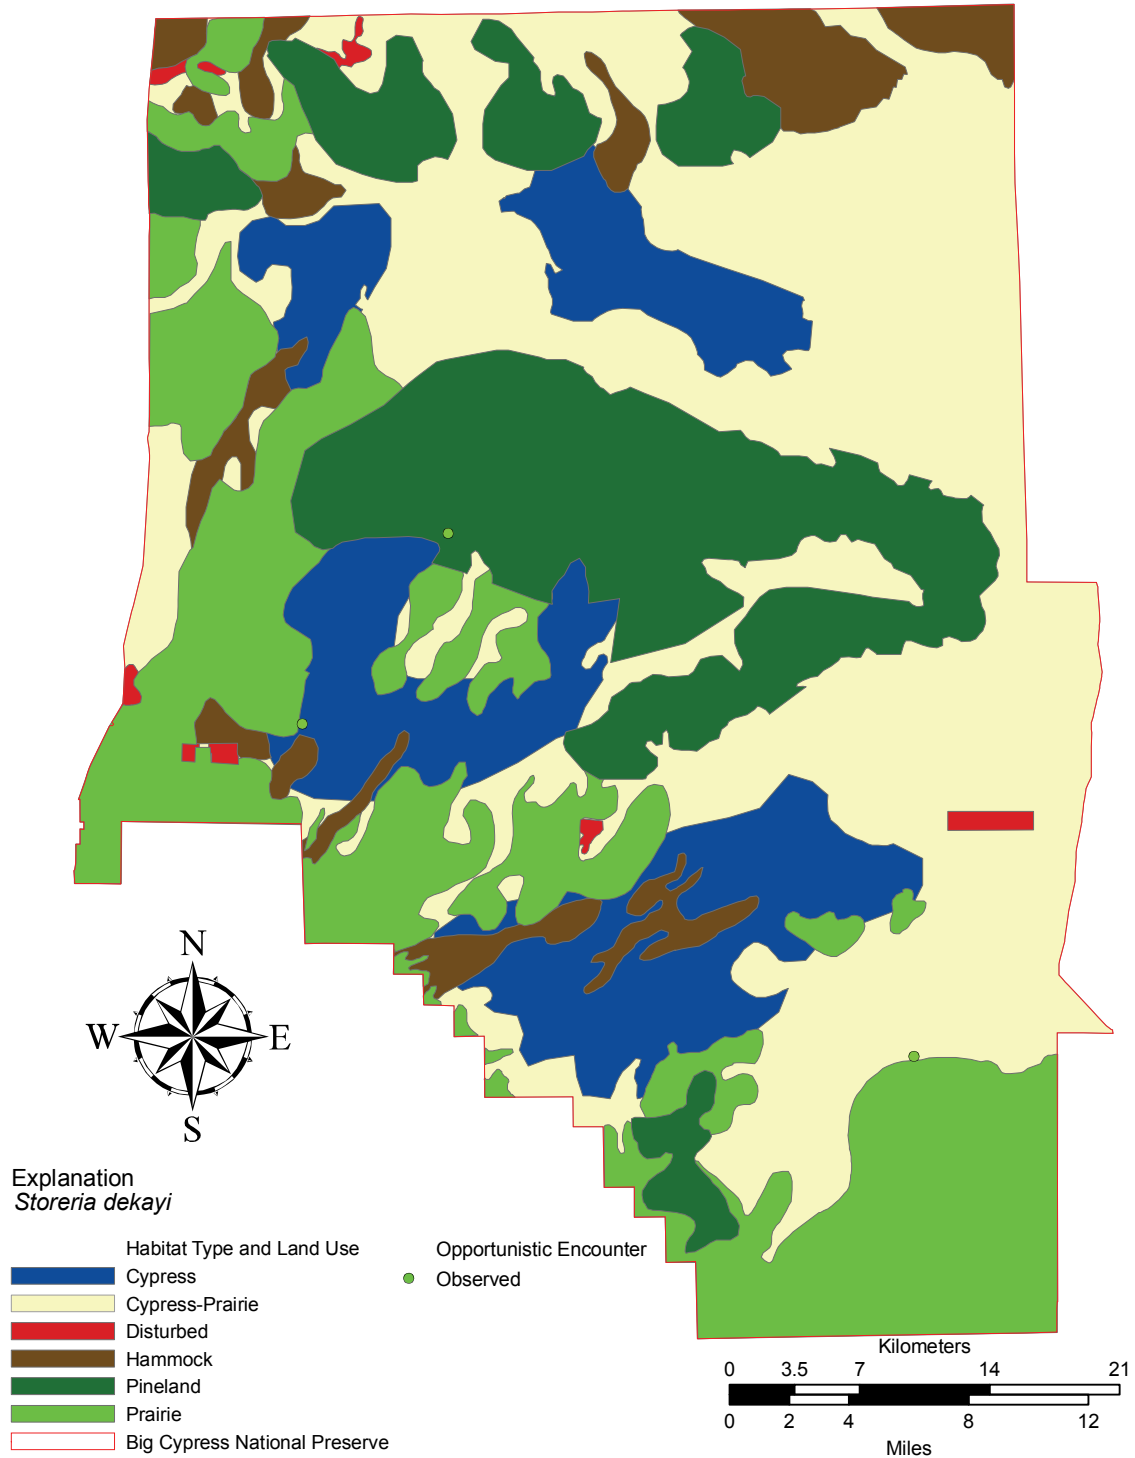 N
W
E
S
Explanation
Storeria dekayi
Habitat Type and Land Use
Cypress
Cypress-Prairie
Disturbed
Hammock
Pineland
Prairie
Big Cypress National Preserve
Opportunistic Encounter
Observed
Kilometers
0 3.5 7 14 21
0 2 4 8 12
Miles